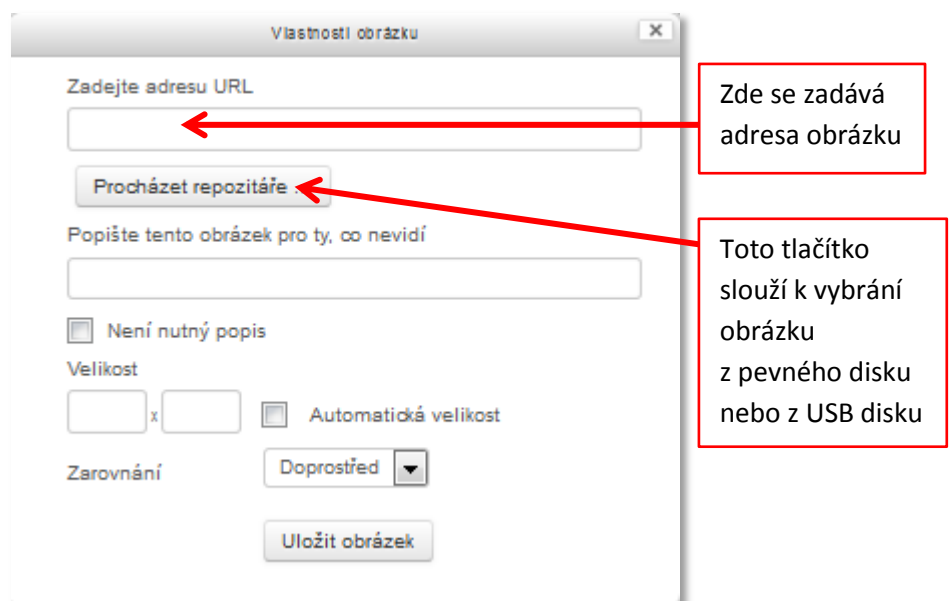 Vlastnosti obrázku
Zadejte adresu URL
Zde se zadává
adresa obrázku
Procházet repozitáře ...
Popište tento obrázek pro ty, co nevidí
Toto tlačítko
slouží k vybrání
obrázku
z pevného disku
nebo z USB disku
Není nutný popis
Velikost
x
Automatická velikost
Zarovnání
Doprostřed
Uložit obrázek